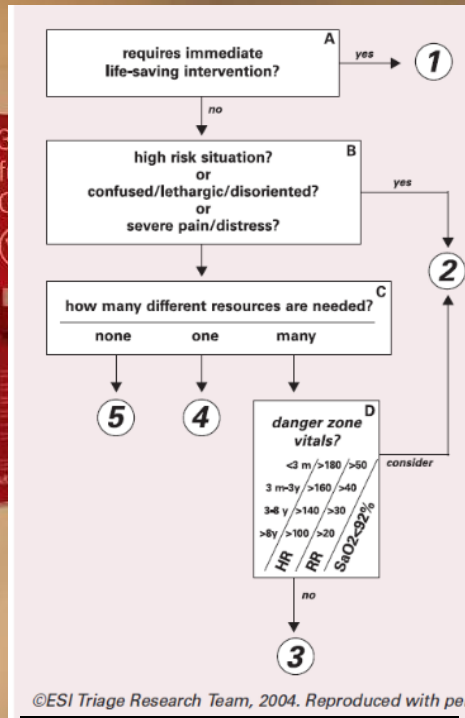 A
requires immediate
life-saving intervention?
yes
1
no
B
high risk situation?
or
confused/lethargic/disoriented?
or
severe pain/distress?
yes
2
C
how many different resources are needed?
none one many
5
4
D
danger zone
vitals?
<3 m >180 >50
3 m-3y >160 >40
3-8 y >140 >30
>8y >100 >20
HR RR SaO2<92%
consider
no
3
©ESI Triage Research Team, 2004. Reproduced with pe